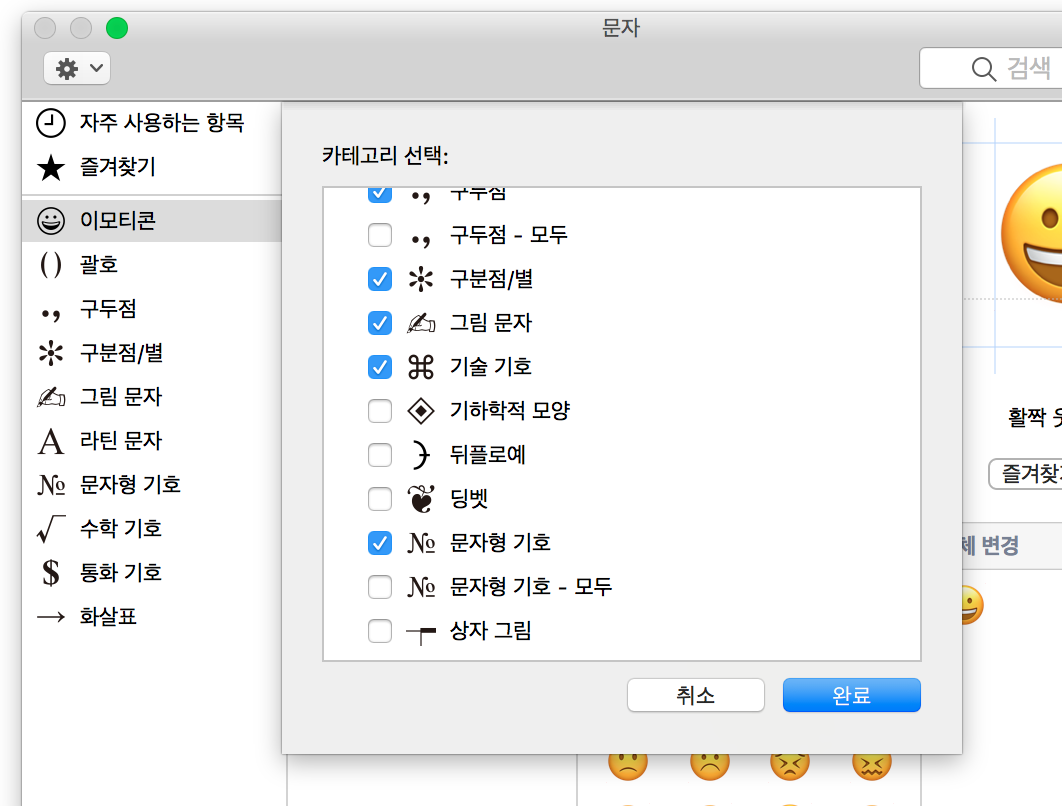 문자
검색
자주 사용하는 항목
즐겨찾기
이모티콘
괄호
구두점
구분점/별
그림 문자
라틴 문자
문자형 기호
수학 기호
통화 기호
화살표
카테고리 선택:
구두점
구두점 - 모두
구분점/별
그림 문자
기술 기호
기하학적 모양
뒤플로예
딩벳
문자형 기호
문자형 기호 - 모두
상자 그림
취소
완료
활짝
즐겨찾
변경